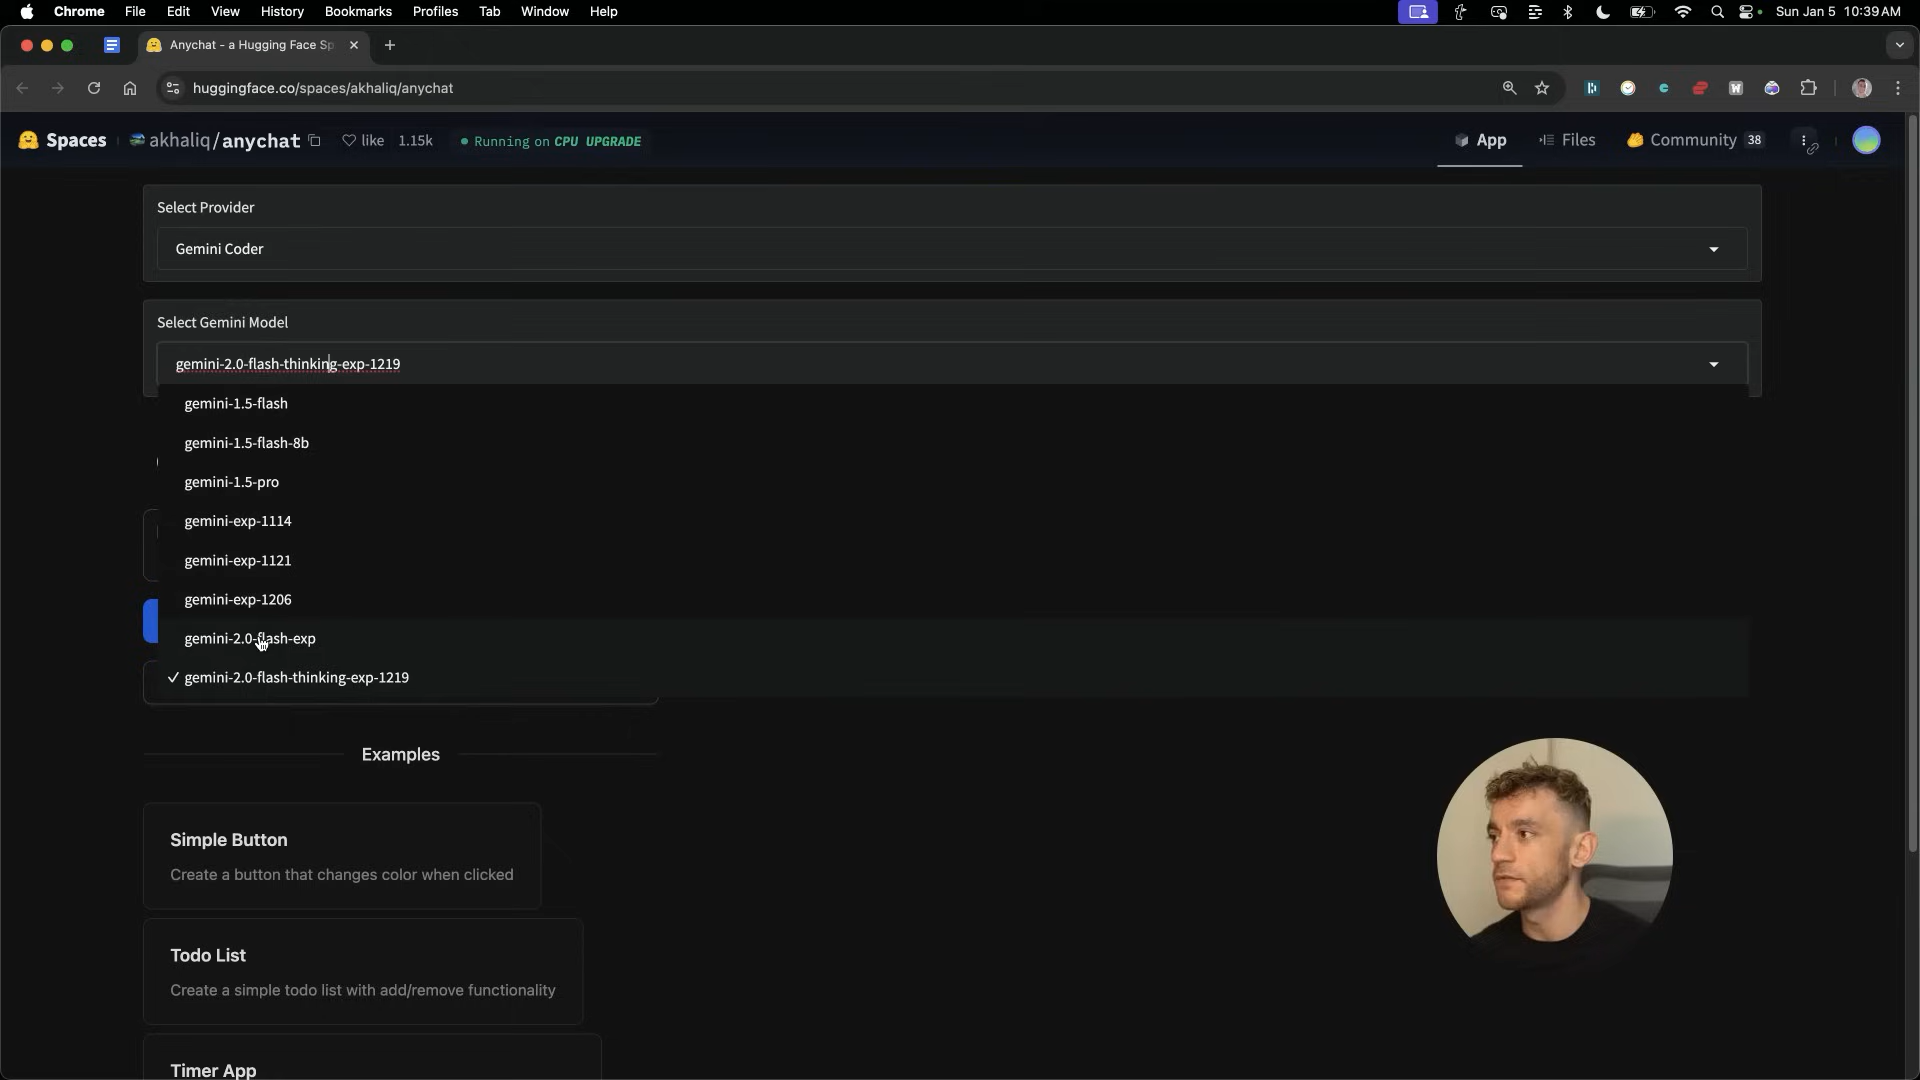 Chrome File Edit View History Bookmarks Profiles Tab Window Help
Sun Jan 5 10:39 AM
Anychat - a Hugging Face Sp
huggingface.co/spaces/akhaliq/anychat
Spaces akhaliq/anychat like 1.15k Running on CPU UPGRADE
App Files Community 38
Select Provider
Gemini Coder
Select Gemini Model
gemini-2.0-flash-thinking-exp-1219
gemini-1.5-flash
gemini-1.5-flash-8b
gemini-1.5-pro
gemini-exp-1114
gemini-exp-1121
gemini-exp-1206
gemini-2.0-flash-exp
✓ gemini-2.0-flash-thinking-exp-1219
Examples
Simple Button
Create a button that changes color when clicked
Todo List
Create a simple todo list with add/remove functionality
Timer App